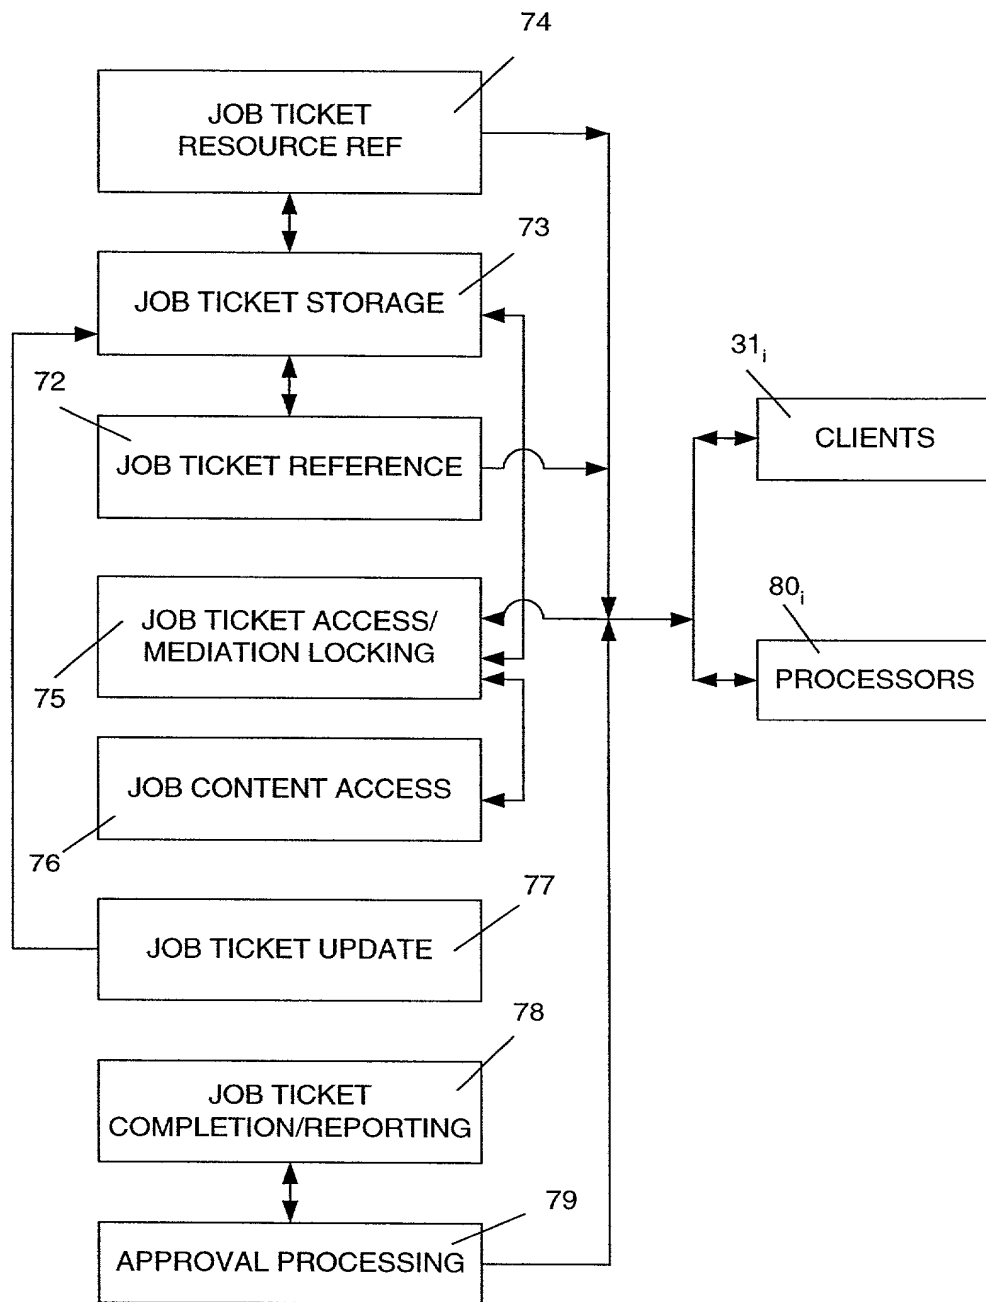 74
JOB TICKET
RESOURCE REF
73
JOB TICKET STORAGE
72
JOB TICKET REFERENCE
31i
CLIENTS
JOB TICKET ACCESS/
MEDIATION LOCKING
75
80i
PROCESSORS
JOB CONTENT ACCESS
76
77
JOB TICKET UPDATE
78
JOB TICKET
COMPLETION/REPORTING
79
APPROVAL PROCESSING